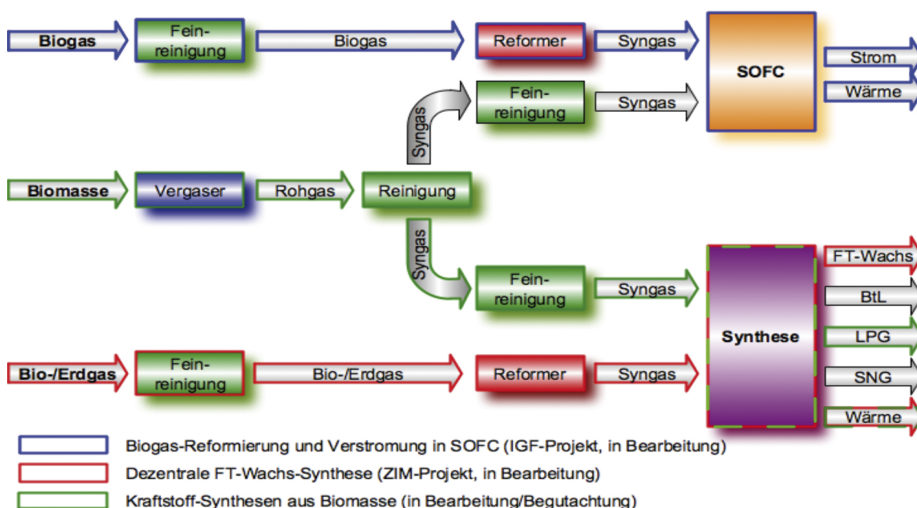 Biogas
Fein-
reinigung
Biogas
Reformer
Syngas
SOFC
Strom
Wärme
Syngas
Fein-
reinigung
Syngas
Biomasse
Vergaser
Rohgas
Reinigung
Syngas
Fein-
reinigung
Syngas
Synthese
FT-Wachs
BtL
LPG
SNG
Wärme
Bio-/Erdgas
Fein-
reinigung
Bio-/Erdgas
Reformer
Syngas
Biogas-Reformierung und Verstromung in SOFC (IGF-Projekt, in Bearbeitung)
Dezentrale FT-Wachs-Synthese (ZIM-Projekt, in Bearbeitung)
Kraftstoff-Synthesen aus Biomasse (in Bearbeitung/Begutachtung)